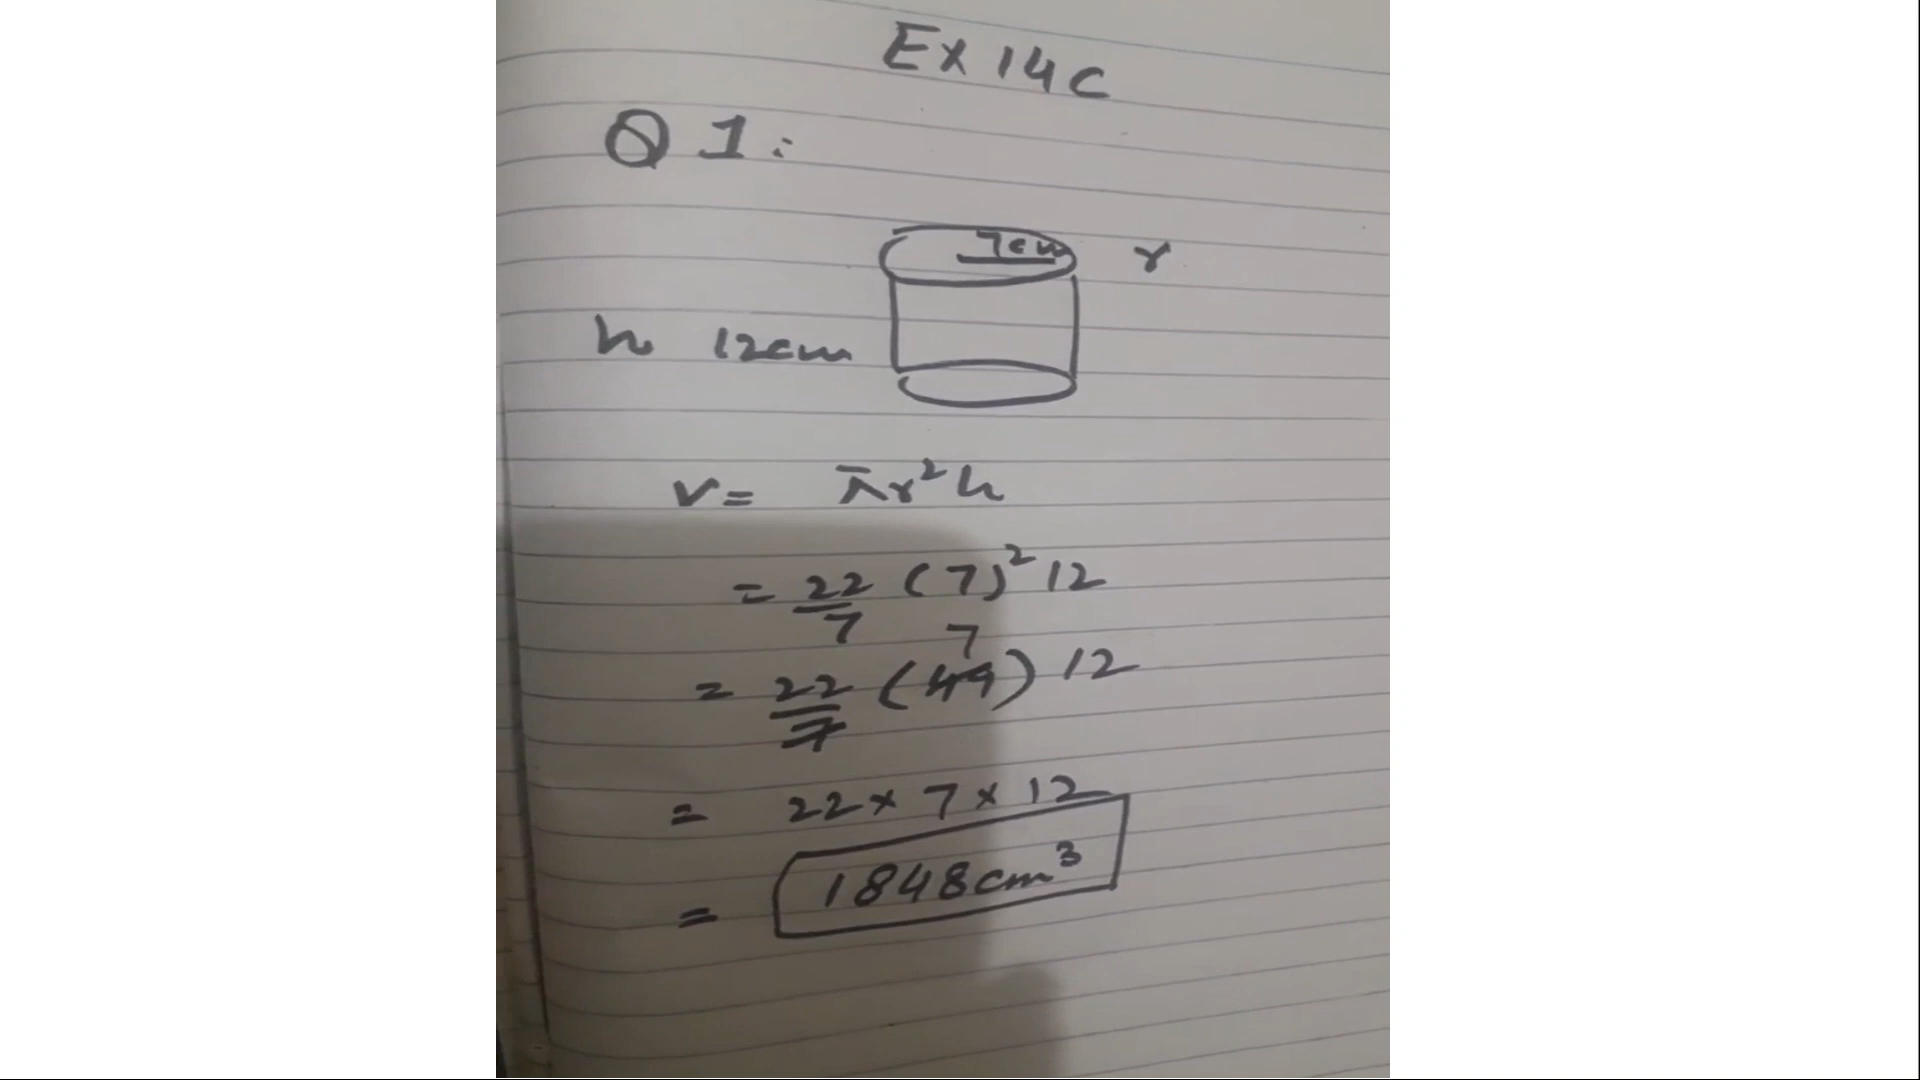 Ex 14C
Q 1:
7cm r
h 12cm
V = πr²h
= 22/7 (7)² 12
7
= 22/7 (49) 12
= 22 × 7 × 12
= 1848cm³